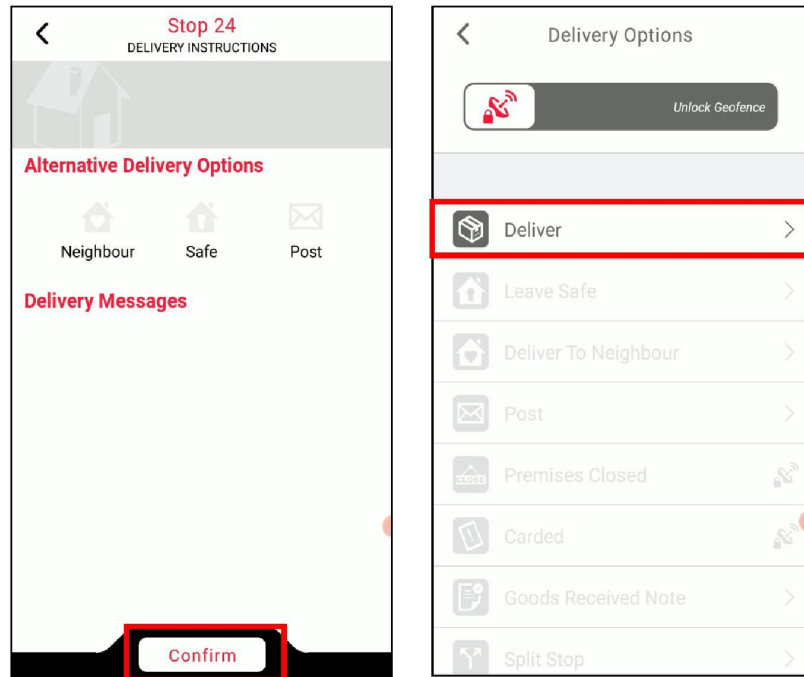 Stop 24
DELIVERY INSTRUCTIONS
Alternative Delivery Options
Neighbour Safe Post
Delivery Messages
Confirm
Delivery Options
Unlock Geofence
Deliver
Leave Safe
Deliver To Neighbour
Post
Premises Closed
CLOSE
Carded
Goods Received Note
Split Stop